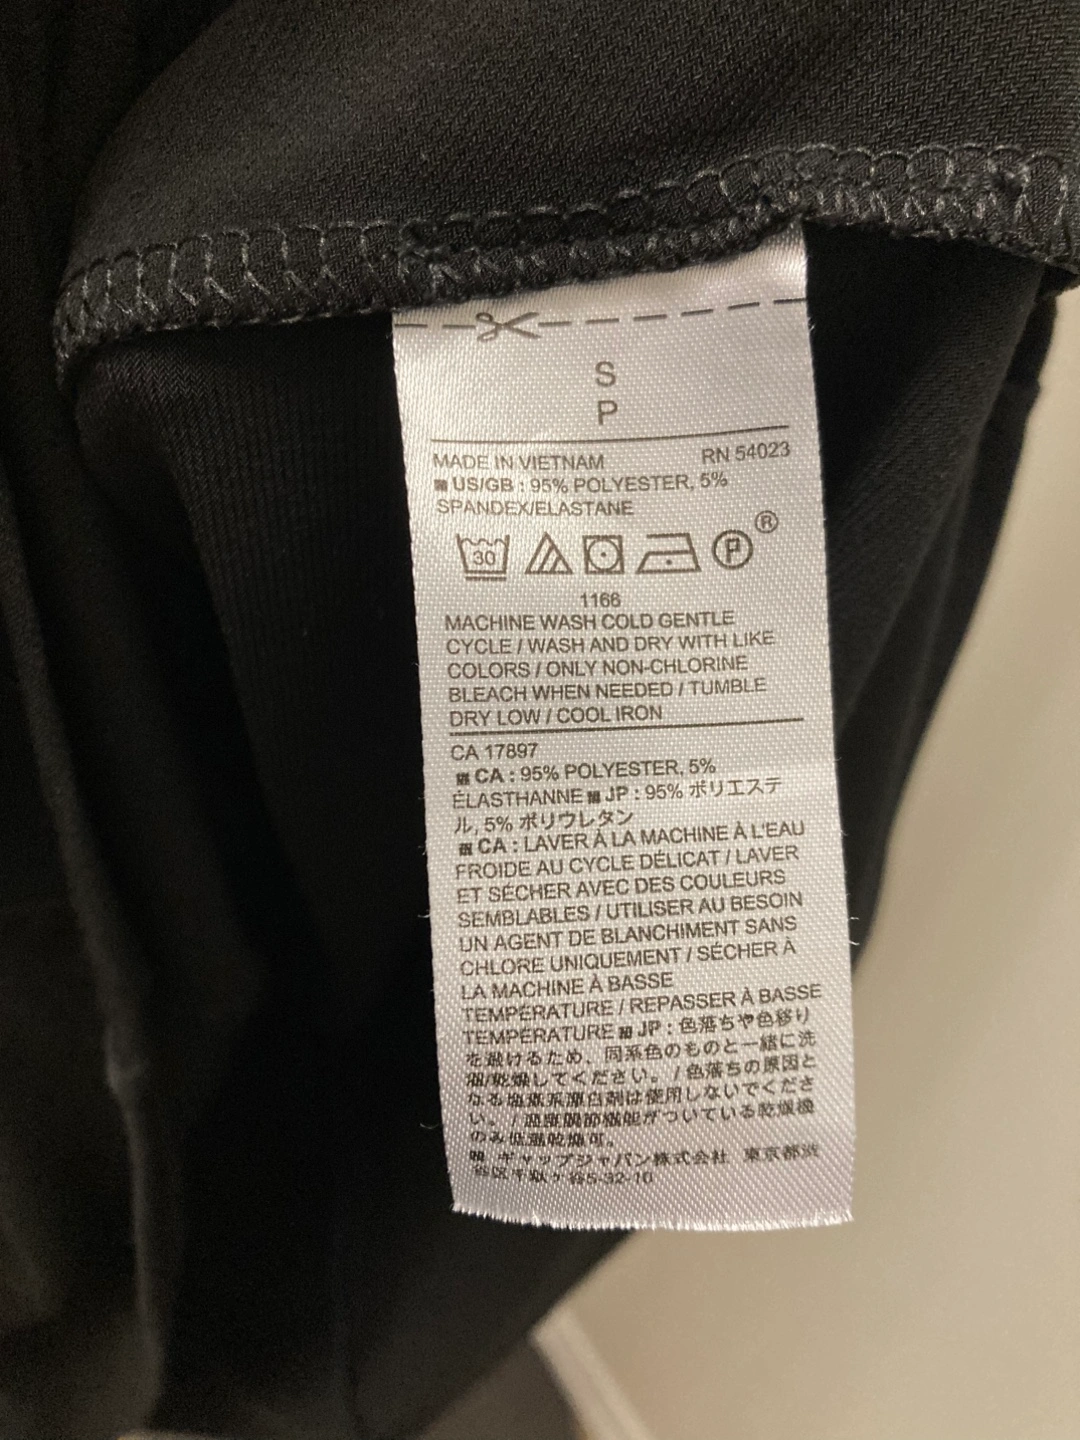 S
P
MADE IN VIETNAM RN 54023
US/GB : 95% POLYESTER, 5%
SPANDEX/ELASTANE
30 P ®
1166
MACHINE WASH COLD GENTLE
CYCLE / WASH AND DRY WITH LIKE
COLORS / ONLY NON-CHLORINE
BLEACH WHEN NEEDED / TUMBLE
DRY LOW / COOL IRON
CA 17897
CA : 95% POLYESTER, 5%
ÉLASTHANNE JP : 95% ポリエステ
ル, 5% ポリウレタン
CA : LAVER À LA MACHINE À L'EAU
FROIDE AU CYCLE DÉLICAT / LAVER
ET SÉCHER AVEC DES COULEURS
SEMBLABLES / UTILISER AU BESOIN
UN AGENT DE BLANCHIMENT SANS
CHLORE UNIQUEMENT / SÉCHER À
LA MACHINE À BASSE
TEMPÉRATURE / REPASSER À BASSE
TEMPÉRATURE JP : 色落ちや色移り
を避けるため、同系色のものと一緒に洗
濯/乾燥してください。 / 色落ちの原因と
なる塩素系漂白剤は使用しないでくださ
い。 / 温度調節機能がついている乾燥機
のみ低温乾燥可。
ギャップジャパン株式会社 東京都渋
谷区千駄ヶ谷5-32-10